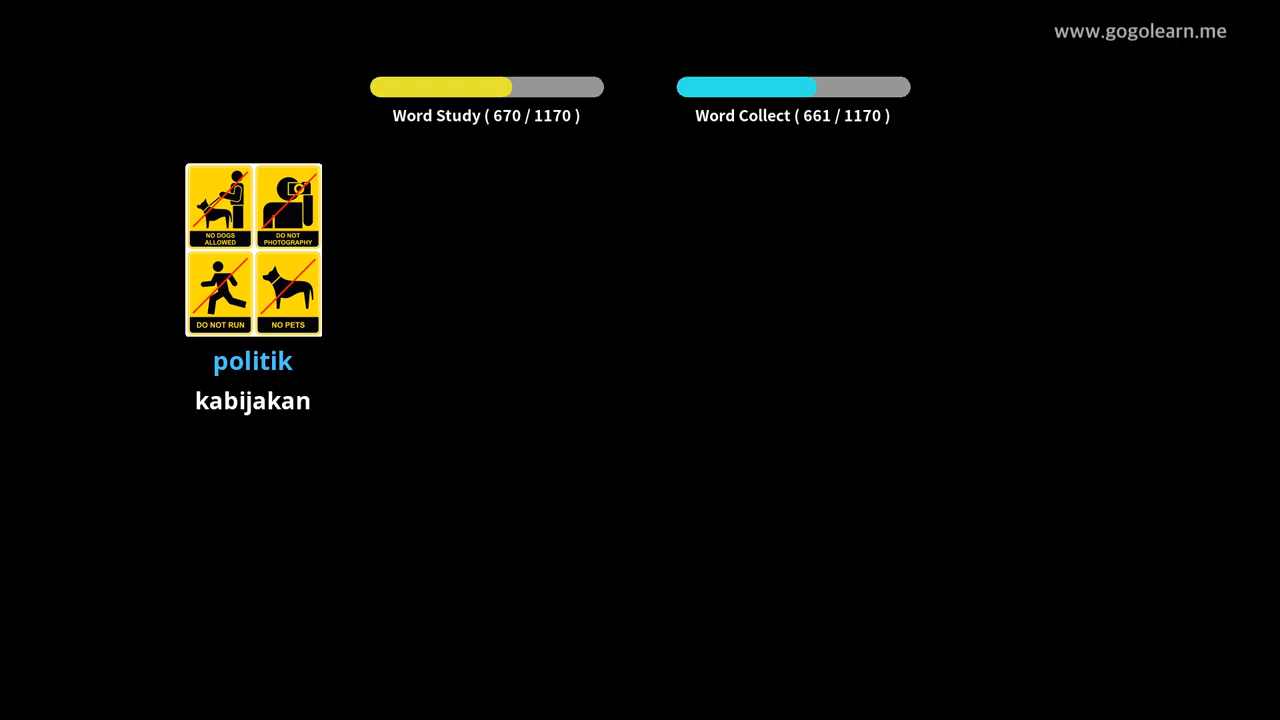 www.gogolearn.me
Word Study ( 670 / 1170 )
Word Collect ( 661 / 1170 )
NO DOGS
ALLOWED
DO NOT
PHOTOGRAPHY
DO NOT RUN
NO PETS
politik
kabijakan